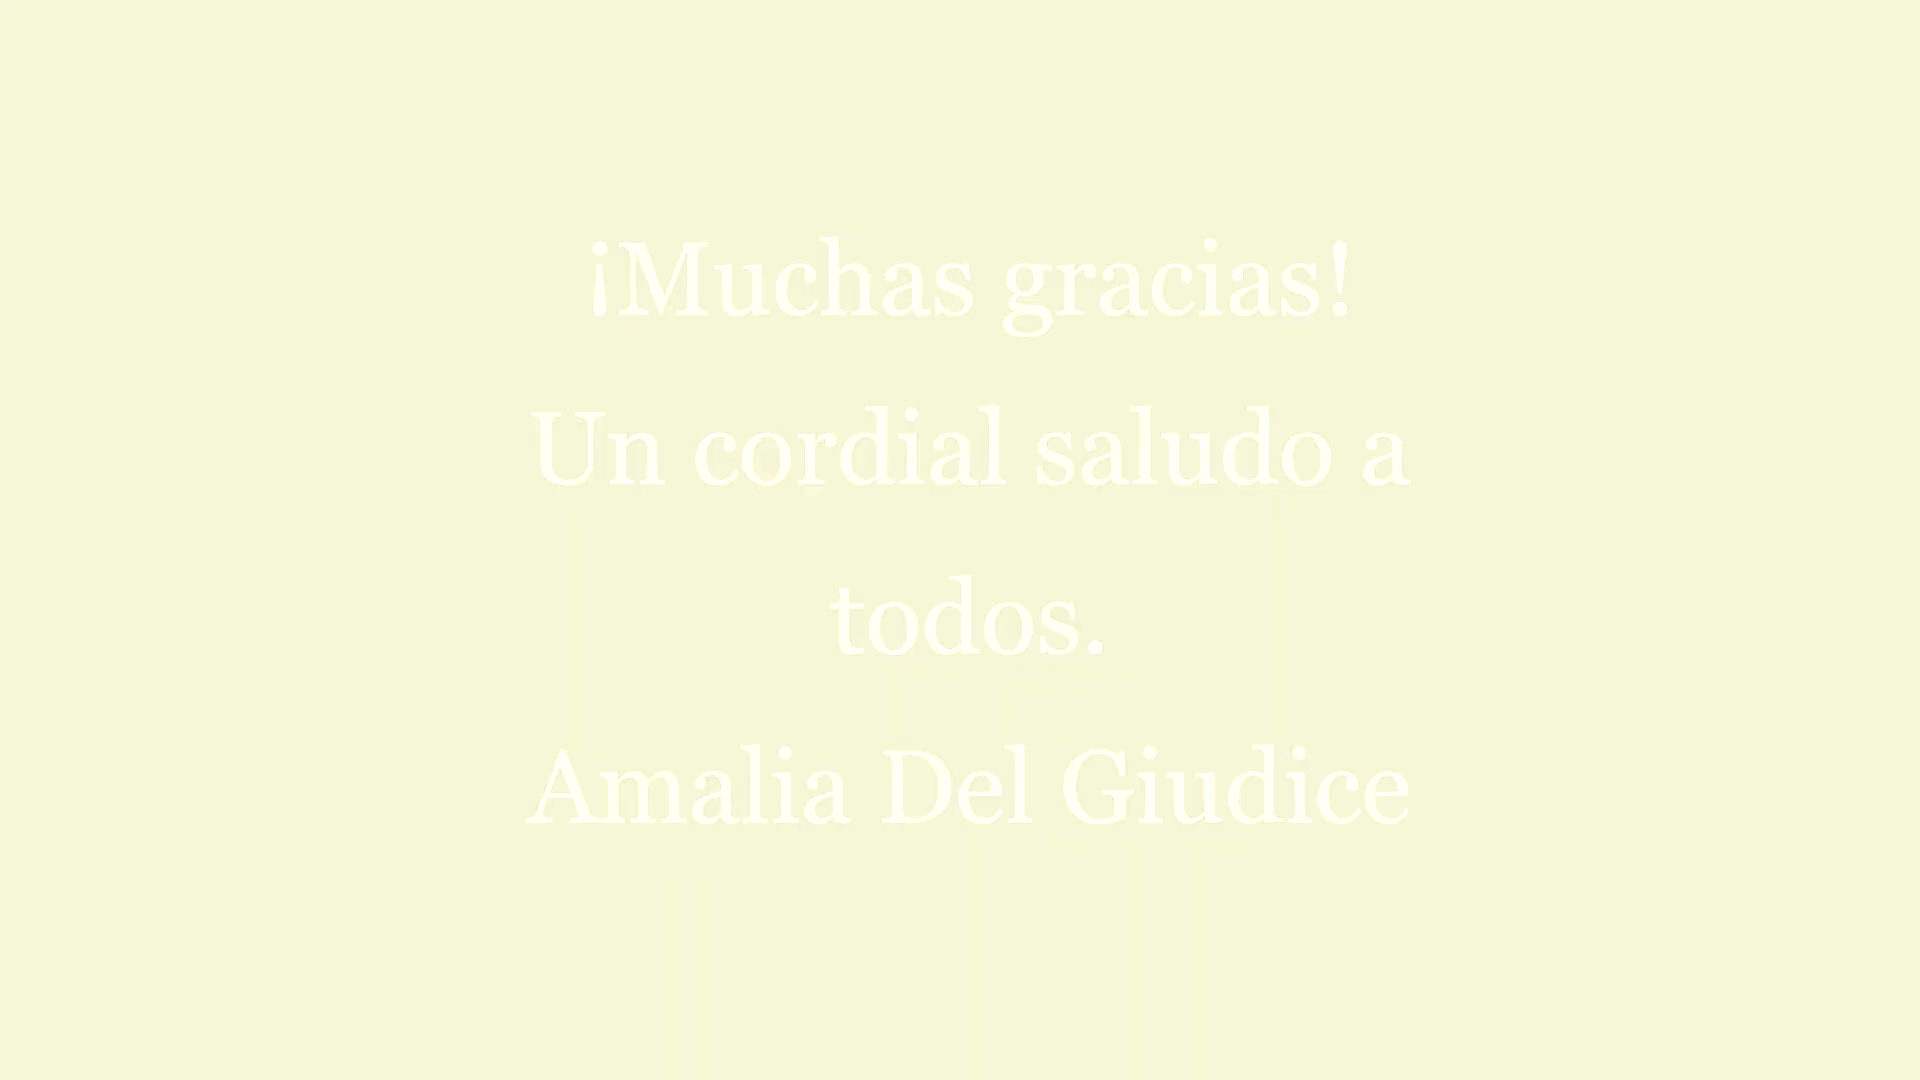 ¡Muchas gracias!
Un cordial saludo a
todos.
Amalia Del Giudice